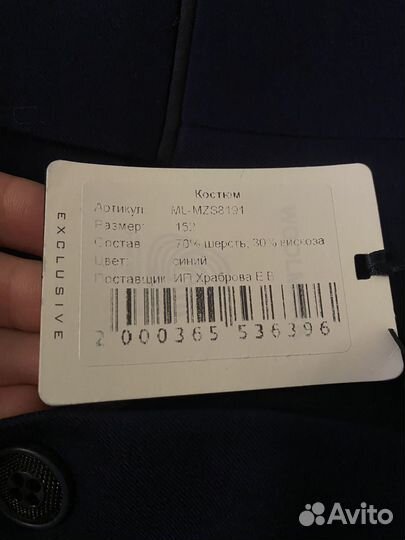 Костюм
Артикул: ML-MZS8191
Размер:
Состав 70% шерсть, 30% вискоза
Цвет: синий
Поставщик ИП Храброва Е.В
2 000365 536396
EXCLUSIVE
Avito